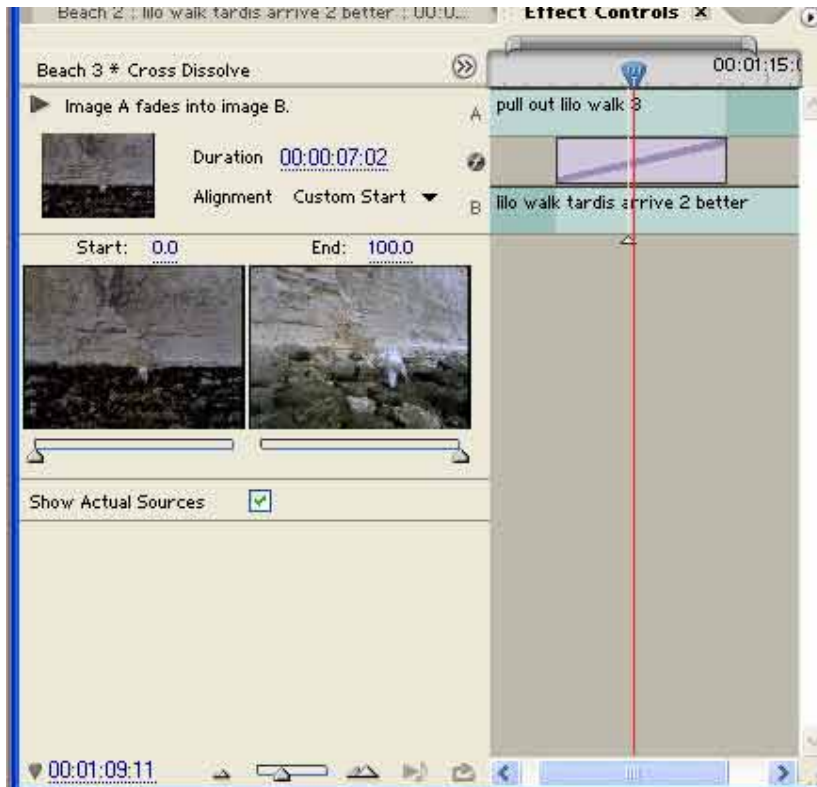 Beach 2 : lilo walk tardis arrive 2 better : 00:0...
Effect Controls X
Beach 3 * Cross Dissolve
00:01:15:0
Image A fades into image B.
A
pull out lilo walk 3
Duration 00:00:07:02
Alignment Custom Start
B
lilo walk tardis arrive 2 better
Start: 0.0 End: 100.0
Show Actual Sources
00:01:09:11